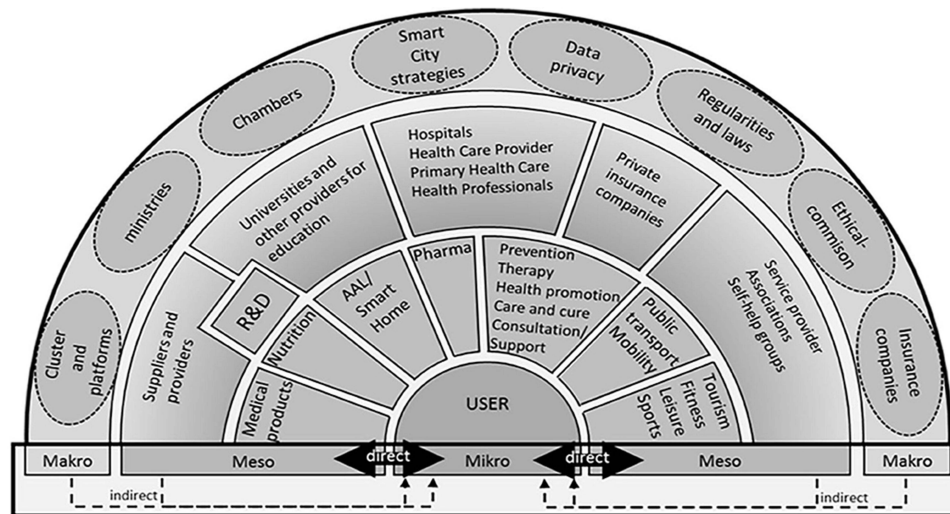 Smart
City
strategies
Data
privacy
Chambers
Regularities
and laws
ministries
Ethical-
commison
Cluster
and
platforms
Insurance
companies
Suppliers and
providers
Universities and
other providers for
education
Hospitals
Health Care Provider
Primary Health Care
Health Professionals
Private
insurance
companies
Service provider
Associations
Self-help groups
R&D
Medical
products
Nutrition
AAL/
Smart
Home
Pharma
Prevention
Therapy
Health promotion
Care and cure
Consultation/
Support
Public
transport
Mobility
Tourism
Fitness
Leisure
Sports
USER
Makro
Meso
direct
Mikro
direct
Meso
Makro
indirect
indirect